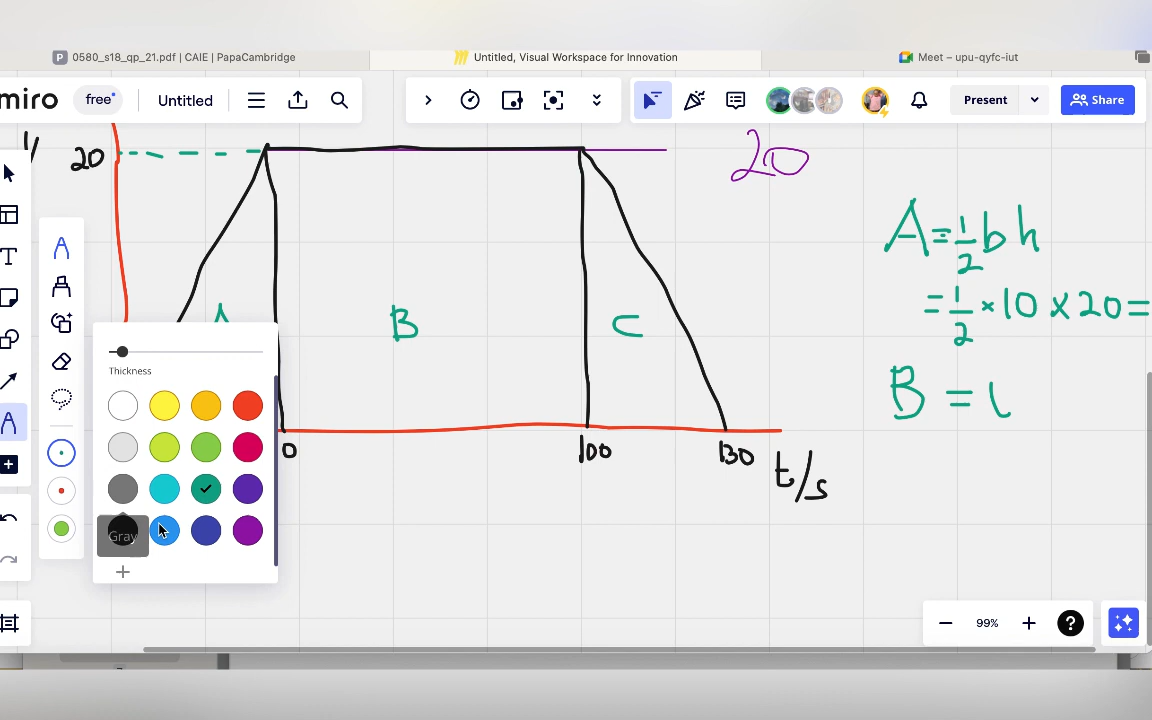 0580_s18_qp_21.pdf | CAIE | PapaCambridge
Untitled, Visual Workspace for Innovation
Meet – upu-qyfc-iut
miro
free
Untitled
Present
Share
20
20
A = 1/2 b h
= 1/2 × 10 × 20 =
A
B
C
B = l
Thickness
0
100
130
t/s
Gray
99%